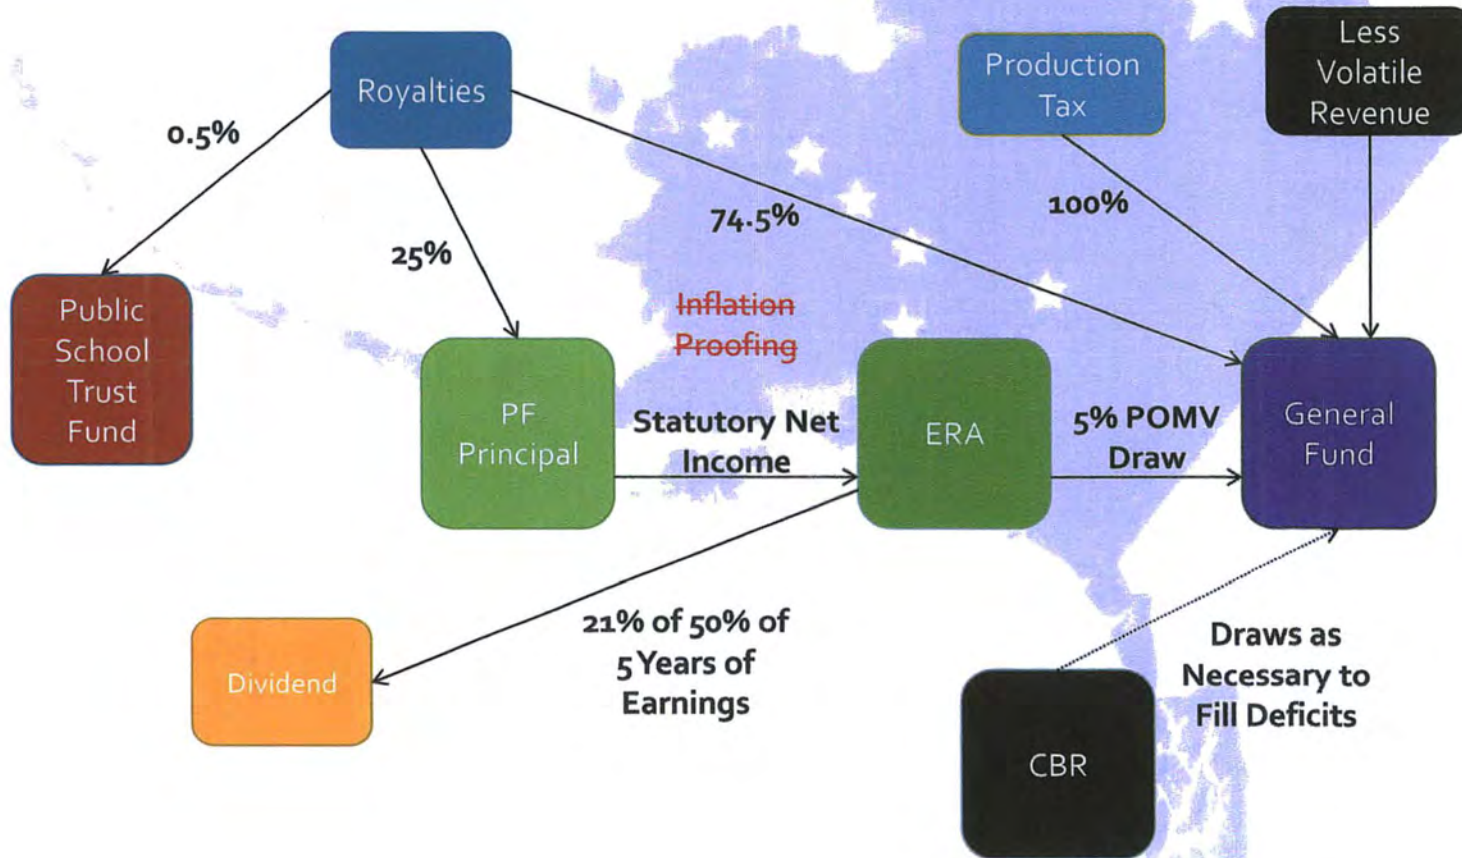 Royalties
Production
Tax
Less
Volatile
Revenue
0.5%
25%
74.5%
100%
Public
School
Trust
Fund
Inflation
Proofing
PF
Principal
Statutory Net
Income
ERA
5% POMV
Draw
General
Fund
Dividend
21% of 50% of
5 Years of
Earnings
CBR
Draws as
Necessary to
Fill Deficits